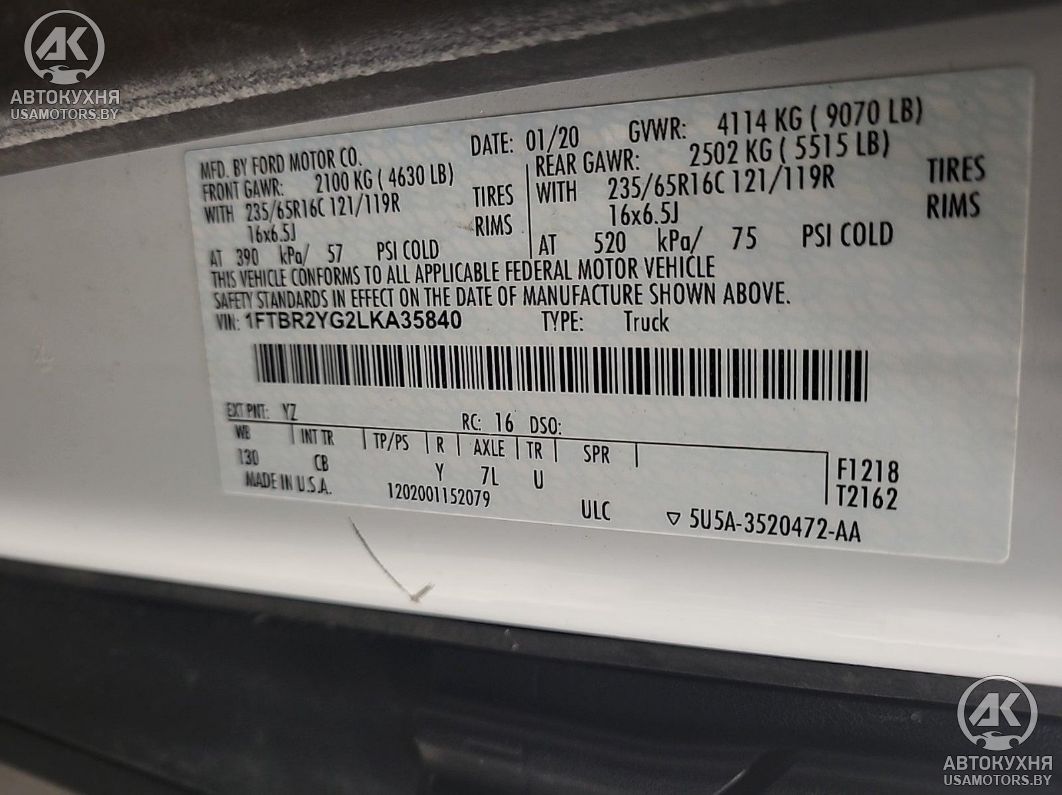 AK
АВТОКУХНЯ
USAMOTORS.BY
MFD. BY FORD MOTOR CO. DATE: 01/20 GVWR: 4114 KG ( 9070 LB)
FRONT GAWR: 2100 KG ( 4630 LB) REAR GAWR: 2502 KG ( 5515 LB)
WITH 235/65R16C 121/119R TIRES WITH 235/65R16C 121/119R TIRES
16x6.5J RIMS 16x6.5J RIMS
AT 390 kPa/ 57 PSI COLD AT 520 kPa/ 75 PSI COLD
THIS VEHICLE CONFORMS TO ALL APPLICABLE FEDERAL MOTOR VEHICLE
SAFETY STANDARDS IN EFFECT ON THE DATE OF MANUFACTURE SHOWN ABOVE.
VIN: 1FTBR2YG2LKA35840 TYPE: Truck
EXT PNT: YZ RC: 16 DSO:
WB INT TR TP/PS R AXLE TR SPR
130 CB Y 7L U F1218
MADE IN U.S.A. 1202001152079 T2162
ULC ▽ 5U5A-3520472-AA
AK
АВТОКУХНЯ
USAMOTORS.BY